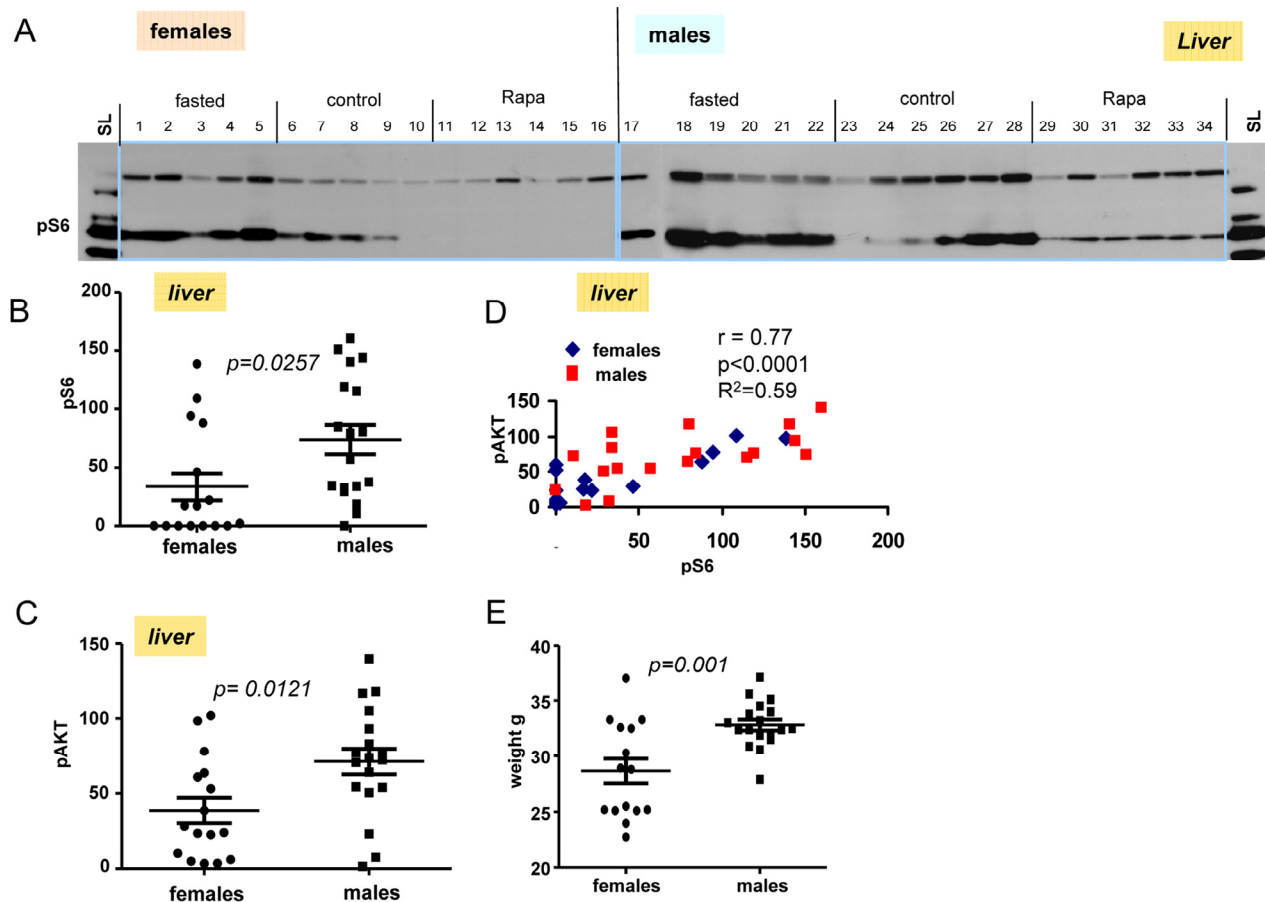 A
females
males
Liver
SL
fasted
control
Rapa
fasted
control
Rapa
SL
1 2 3 4 5 6 7 8 9 10 11 12 13 14 15 16 17 18 19 20 21 22 23 24 25 26 27 28 29 30 31 32 33 34
pS6
B
liver
200
150
100
50
0
pS6
p=0.0257
females
males
D
liver
females
males
r = 0.77
p<0.0001
R²=0.59
pAKT
150
100
50
0
50
100
150
200
pS6
C
liver
150
100
50
0
pAKT
p= 0.0121
females
males
E
40
35
30
25
20
weight g
p=0.001
females
males